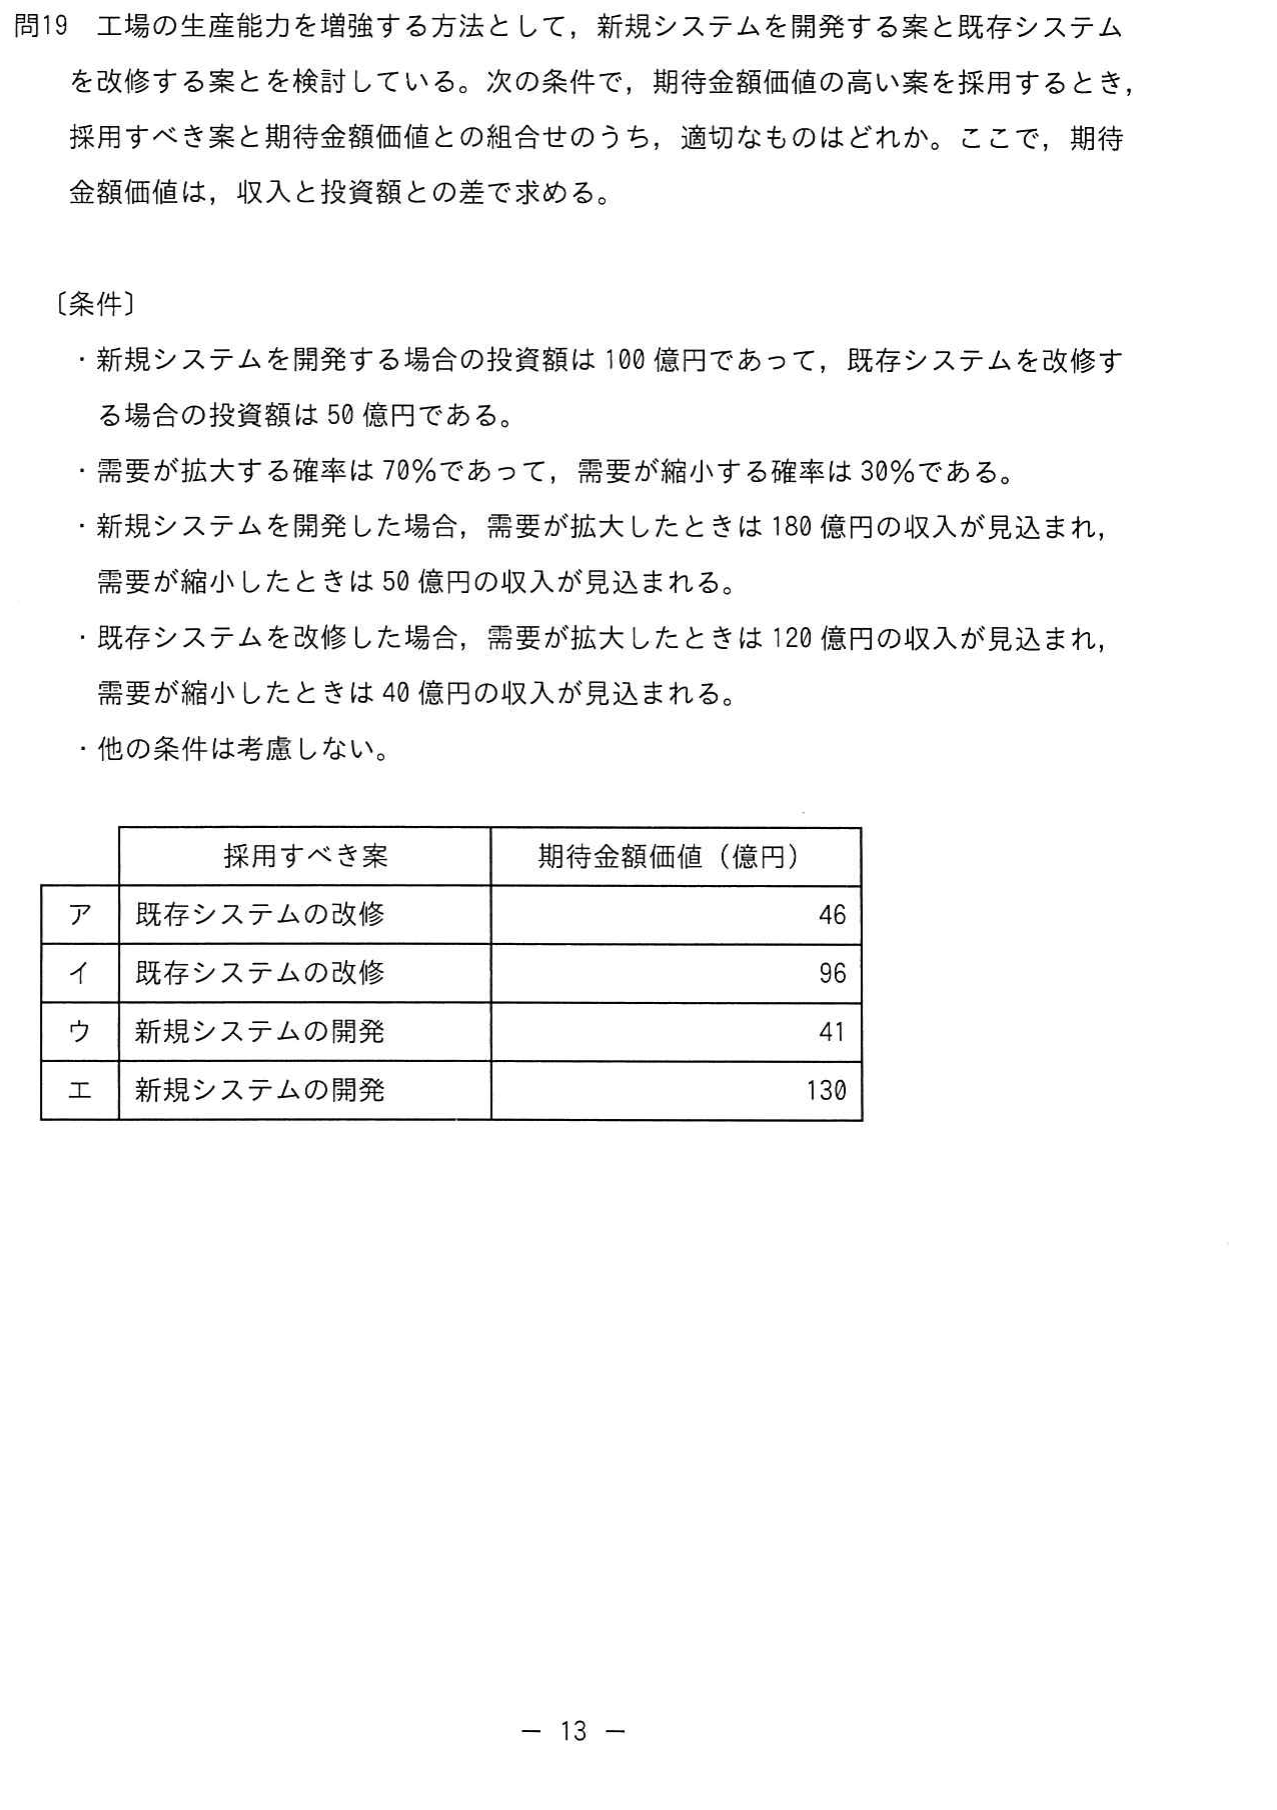 問19 工場の生産能力を増強する方法として，新規システムを開発する案と既存システム
を改修する案とを検討している。次の条件で，期待金額価値の高い案を採用するとき，
採用すべき案と期待金額価値との組合せのうち，適切なものはどれか。ここで，期待
金額価値は，収入と投資額との差で求める。
〔条件〕
・新規システムを開発する場合の投資額は 100 億円であって，既存システムを改修す
る場合の投資額は 50 億円である。
・需要が拡大する確率は 70％であって，需要が縮小する確率は 30％である。
・新規システムを開発した場合，需要が拡大したときは 180 億円の収入が見込まれ，
需要が縮小したときは 50 億円の収入が見込まれる。
・既存システムを改修した場合，需要が拡大したときは 120 億円の収入が見込まれ，
需要が縮小したときは 40 億円の収入が見込まれる。
・他の条件は考慮しない。
採用すべき案 期待金額価値（億円）
ア 既存システムの改修 46
イ 既存システムの改修 96
ウ 新規システムの開発 41
エ 新規システムの開発 130
― 13 ―